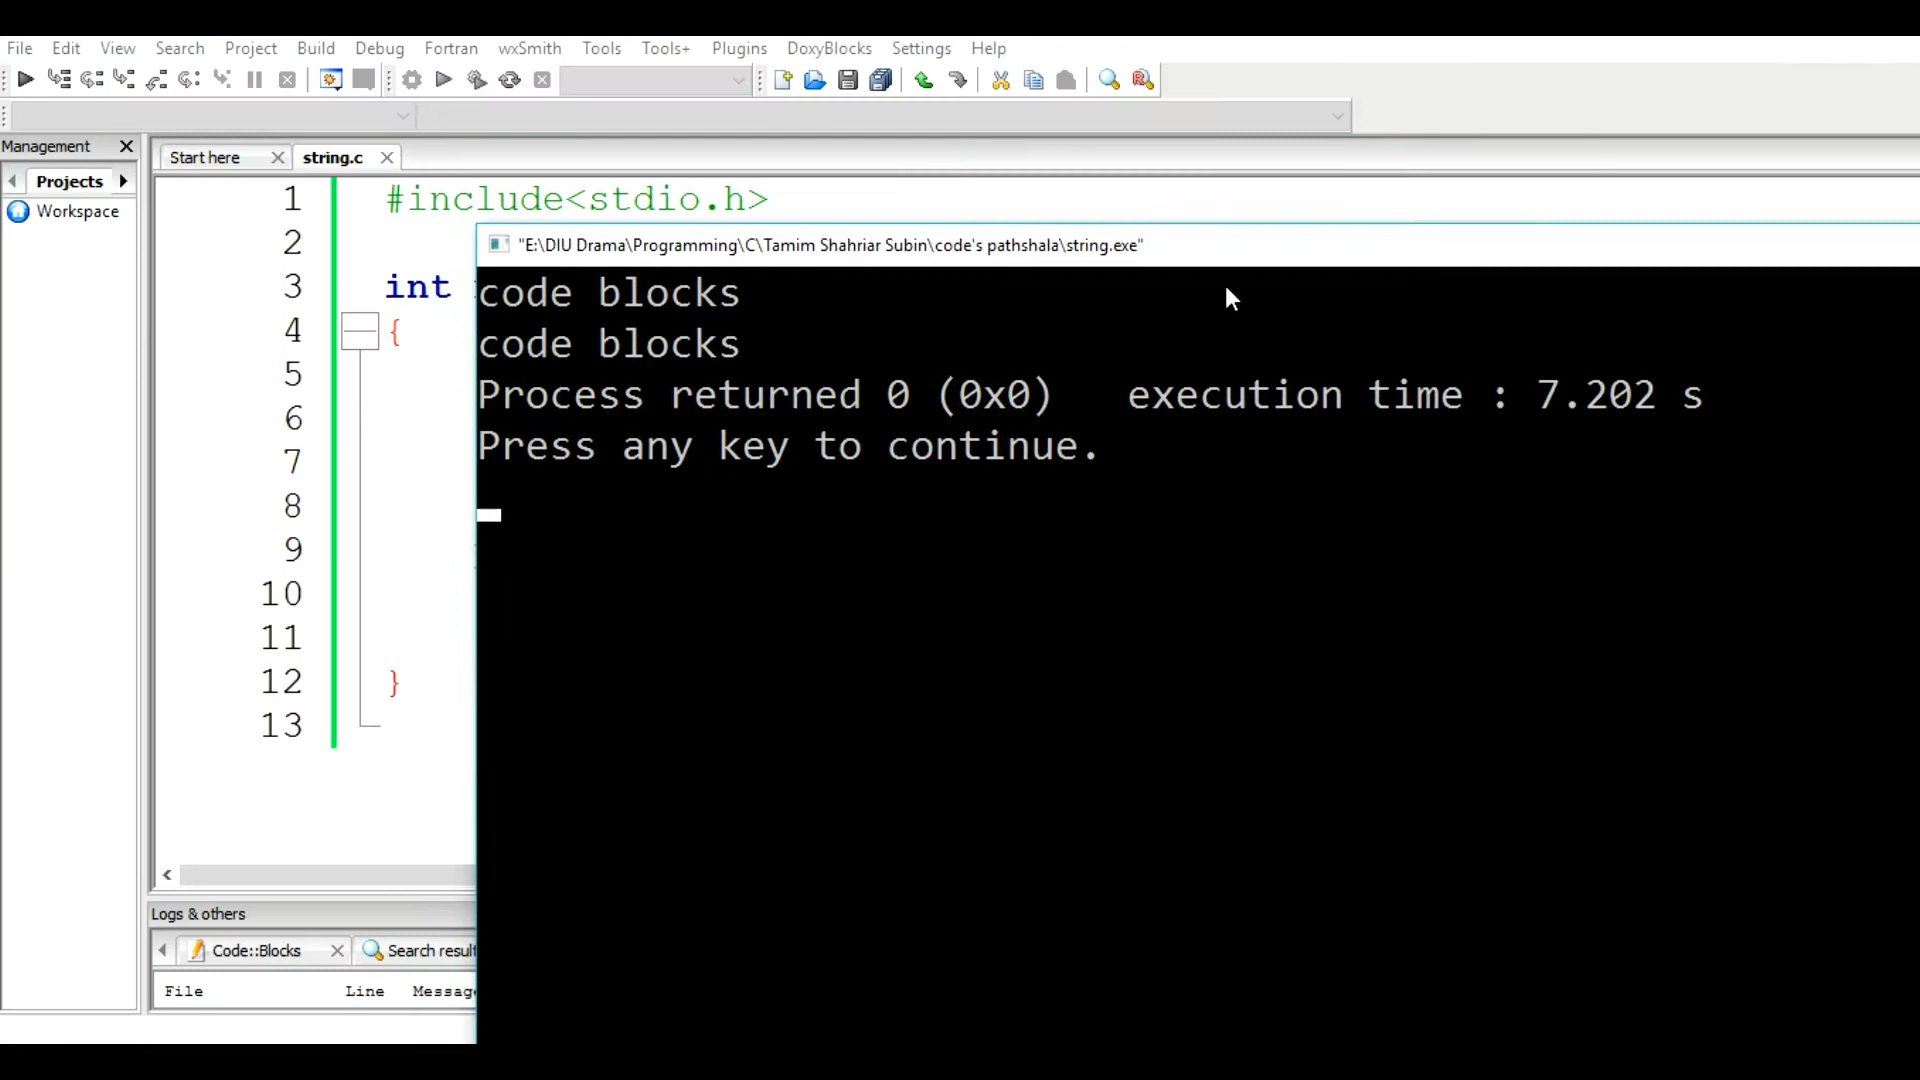 File Edit View Search Project Build Debug Fortran wxSmith Tools Tools+ Plugins DoxyBlocks Settings Help
Management
Start here string.c
Projects
Workspace
1 #include<stdio.h>
2
3 int
4 {
5
6
7
8
9
10
11
12 }
13
"E:\DIU Drama\Programming\C\Tamim Shahriar Subin\code's pathshala\string.exe"
code blocks
code blocks
Process returned 0 (0x0)   execution time : 7.202 s
Press any key to continue.
Logs & others
Code::Blocks Search result
File Line Message